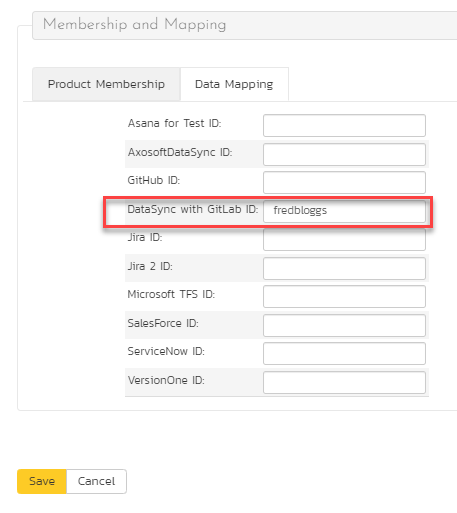 Membership and Mapping
Product Membership Data Mapping
Asana for Test ID:
AxosoftDataSync ID:
GitHub ID:
DataSync with GitLab ID: fredbloggs
Jira ID:
Jira 2 ID:
Microsoft TFS ID:
SalesForce ID:
ServiceNow ID:
VersionOne ID:
Save Cancel